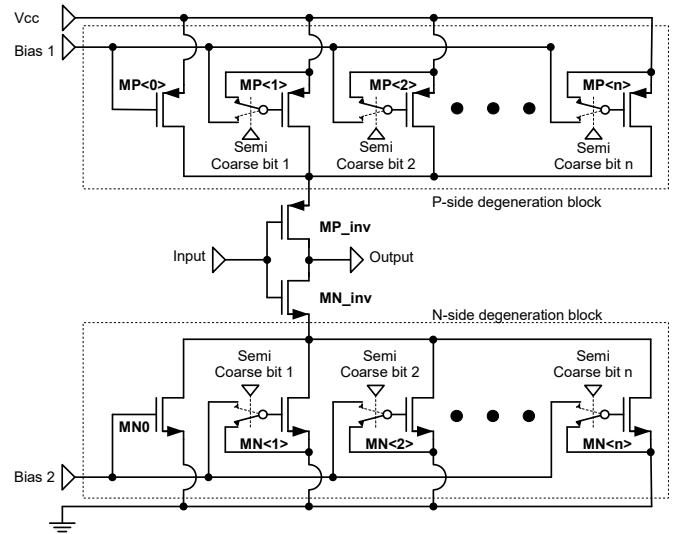 Vcc
Bias 1
MP<0>
MP<1>
MP<2>
MP<n>
Semi
Coarse bit 1
Semi
Coarse bit 2
Semi
Coarse bit n
P-side degeneration block
MP_inv
Input
Output
MN_inv
N-side degeneration block
Semi
Coarse bit 1
Semi
Coarse bit 2
Semi
Coarse bit n
MN0
MN<1>
MN<2>
MN<n>
Bias 2